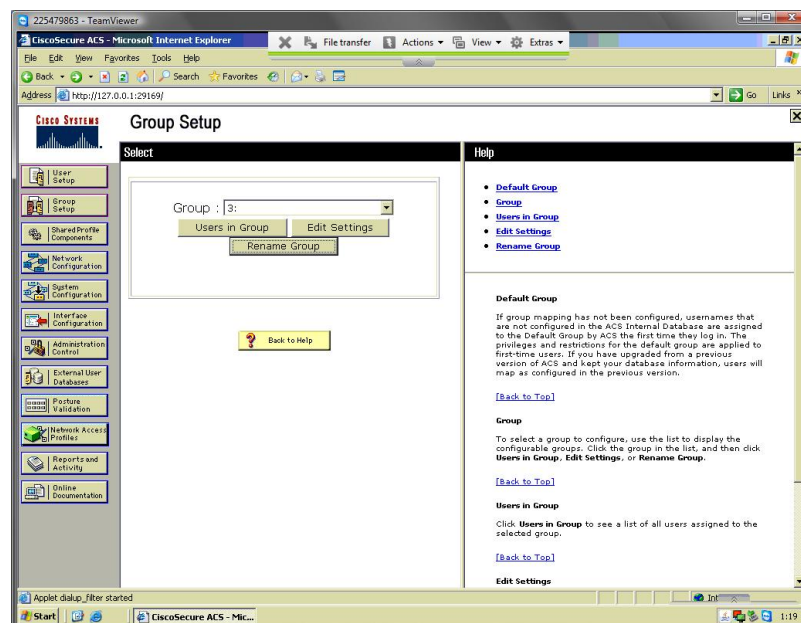 225479863 - TeamViewer
CiscoSecure ACS - Microsoft Internet Explorer
File transfer
Actions
View
Extras
File Edit View Favorites Tools Help
Back
Search
Favorites
Address http://127.0.0.1:29169/
Go
Links
CISCO SYSTEMS
Group Setup
Select
Help
User Setup
Group Setup
Shared Profile Components
Network Configuration
System Configuration
Interface Configuration
Administration Control
External User Databases
Posture Validation
Network Access Profiles
Reports and Activity
Online Documentation
Group : 3:
Users in Group
Edit Settings
Rename Group
Back to Help
Default Group
Group
Users in Group
Edit Settings
Rename Group
Default Group
If group mapping has not been configured, usernames that
are not configured in the ACS Internal Database are assigned
to the Default Group by ACS the first time they log in. The
privileges and restrictions for the default group are applied to
first-time users. If you have upgraded from a previous
version of ACS and kept your database information, users will
map as configured in the previous version.
[Back to Top]
Group
To select a group to configure, use the list to display the
configurable groups. Click the group in the list, and then click
Users in Group, Edit Settings, or Rename Group.
[Back to Top]
Users in Group
Click Users in Group to see a list of all users assigned to the
selected group.
[Back to Top]
Edit Settings
Applet dialup_filter started
Int
Start
CiscoSecure ACS - Mic...
1:19